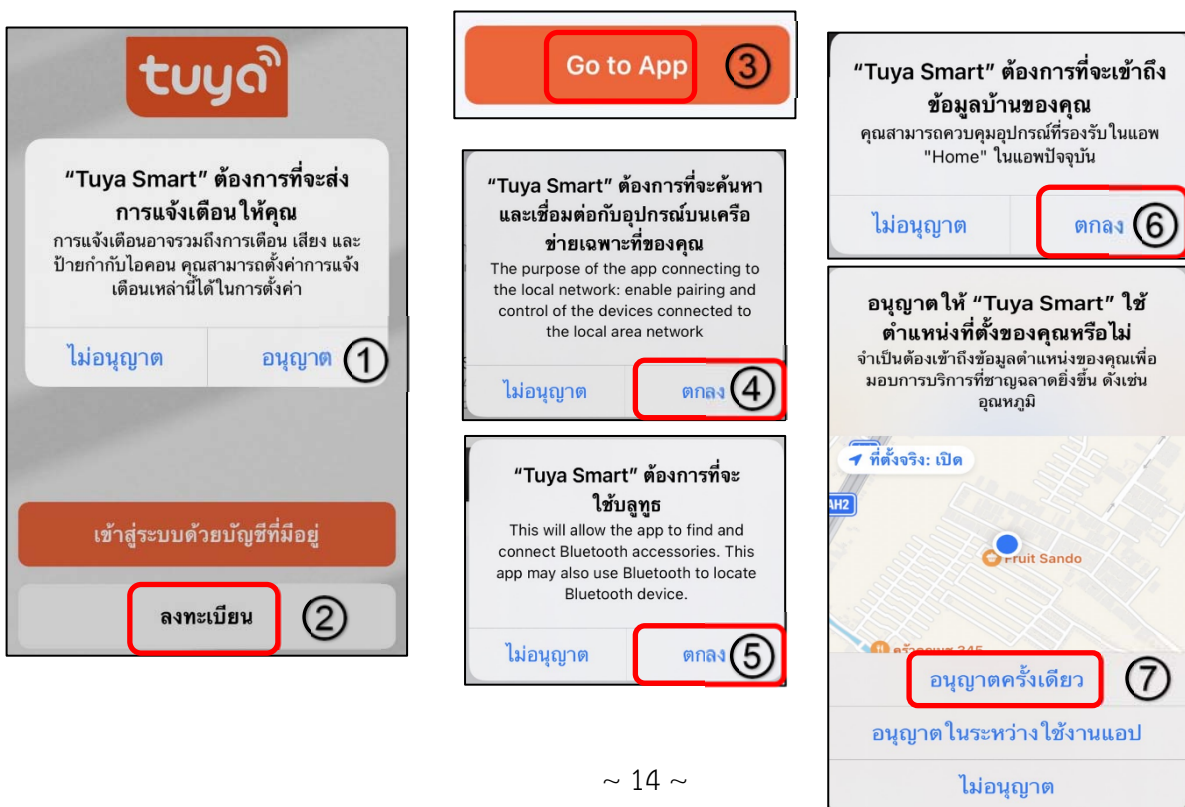 tuya
“Tuya Smart” ต้องการที่จะส่ง
การแจ้งเตือนให้คุณ
การแจ้งเตือนอาจรวมถึงการเตือน เสียง และ
ป้ายกำกับไอคอน คุณสามารถตั้งค่าการแจ้ง
เตือนเหล่านี้ได้ในการตั้งค่า
ไม่อนุญาต
อนุญาต ①
เข้าสู่ระบบด้วยบัญชีที่มีอยู่
ลงทะเบียน ②
Go to App ③
“Tuya Smart” ต้องการที่จะค้นหา
และเชื่อมต่อกับอุปกรณ์บนเครือ
ข่ายเฉพาะที่ของคุณ
The purpose of the app connecting to
the local network: enable pairing and
control of the devices connected to
the local area network
ไม่อนุญาต
ตกลง ④
“Tuya Smart” ต้องการที่จะ
ใช้บลูทูธ
This will allow the app to find and
connect Bluetooth accessories. This
app may also use Bluetooth to locate
Bluetooth device.
ไม่อนุญาต
ตกลง ⑤
“Tuya Smart” ต้องการที่จะเข้าถึง
ข้อมูลบ้านของคุณ
คุณสามารถควบคุมอุปกรณ์ที่รองรับในแอพ
"Home" ในแอพปัจจุบัน
ไม่อนุญาต
ตกลง ⑥
อนุญาตให้ “Tuya Smart” ใช้
ตำแหน่งที่ตั้งของคุณหรือไม่
จำเป็นต้องเข้าถึงข้อมูลตำแหน่งของคุณเพื่อ
มอบการบริการที่ชาญฉลาดยิ่งขึ้น ดังเช่น
อุณหภูมิ
ที่ตั้งจริง: เปิด
AH2
Fruit Sando
อนุญาตครั้งเดียว ⑦
อนุญาตในระหว่างใช้งานแอป
ไม่อนุญาต
~ 14 ~